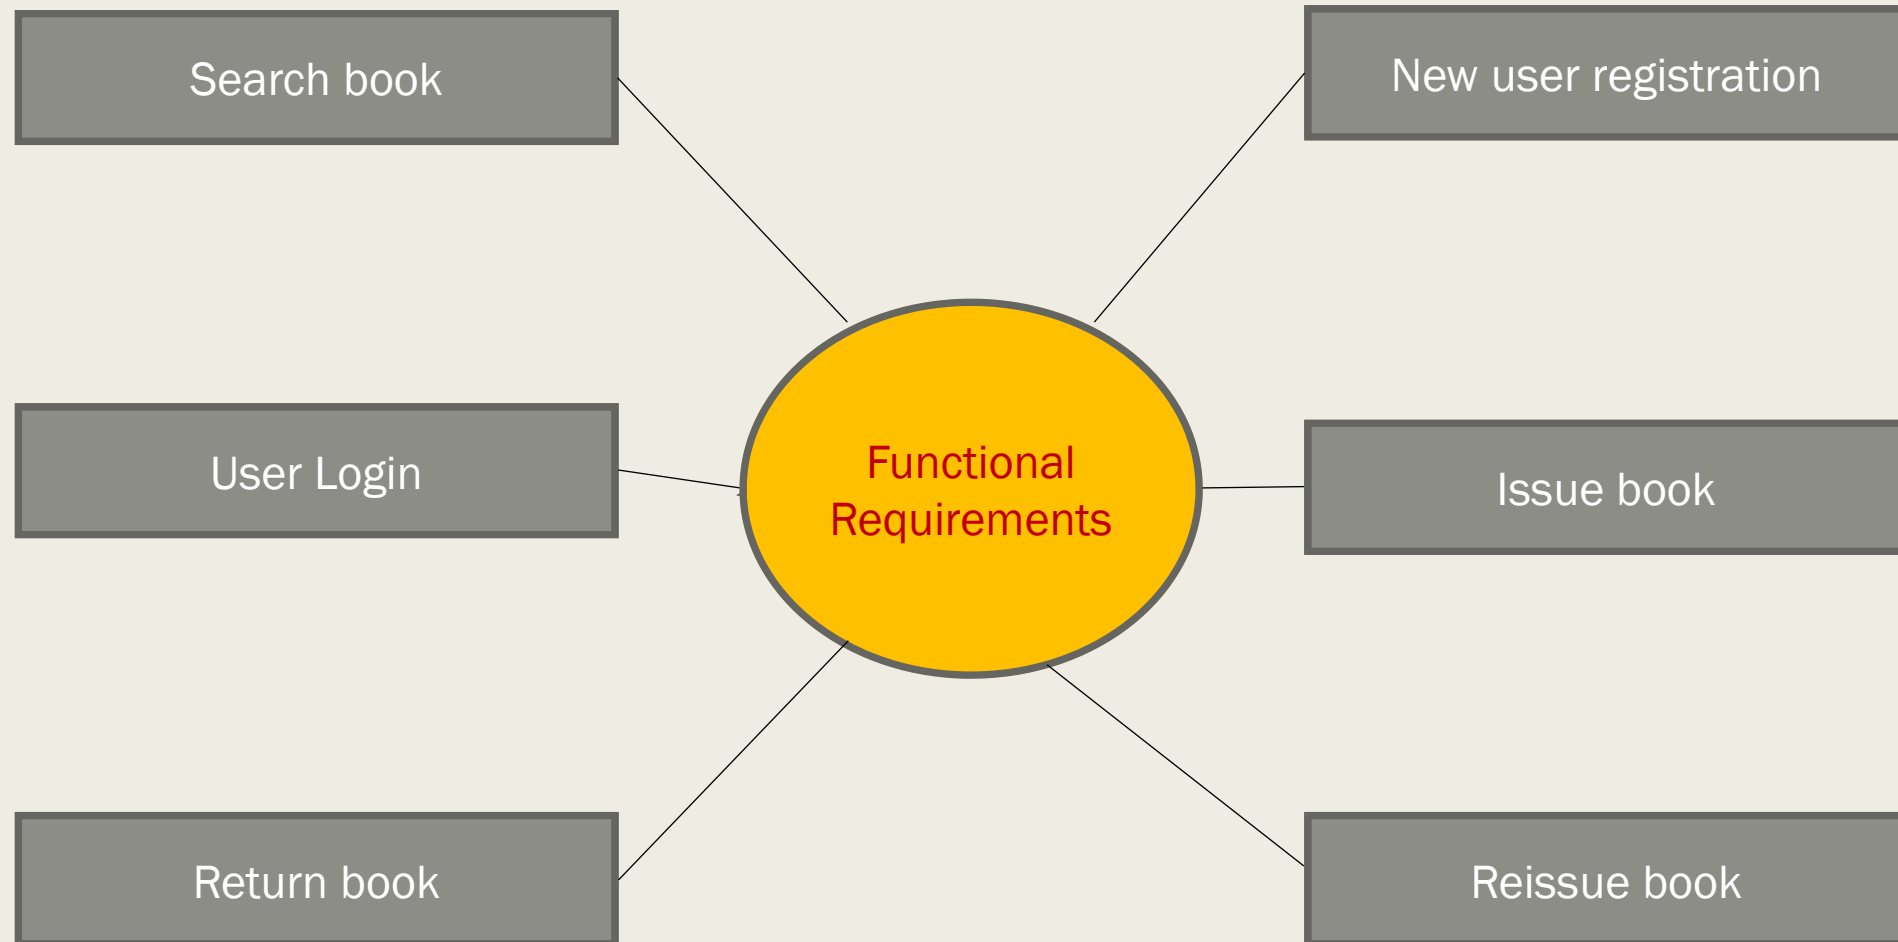 Search book
New user registration
User Login
Functional
Requirements
Issue book
Return book
Reissue book